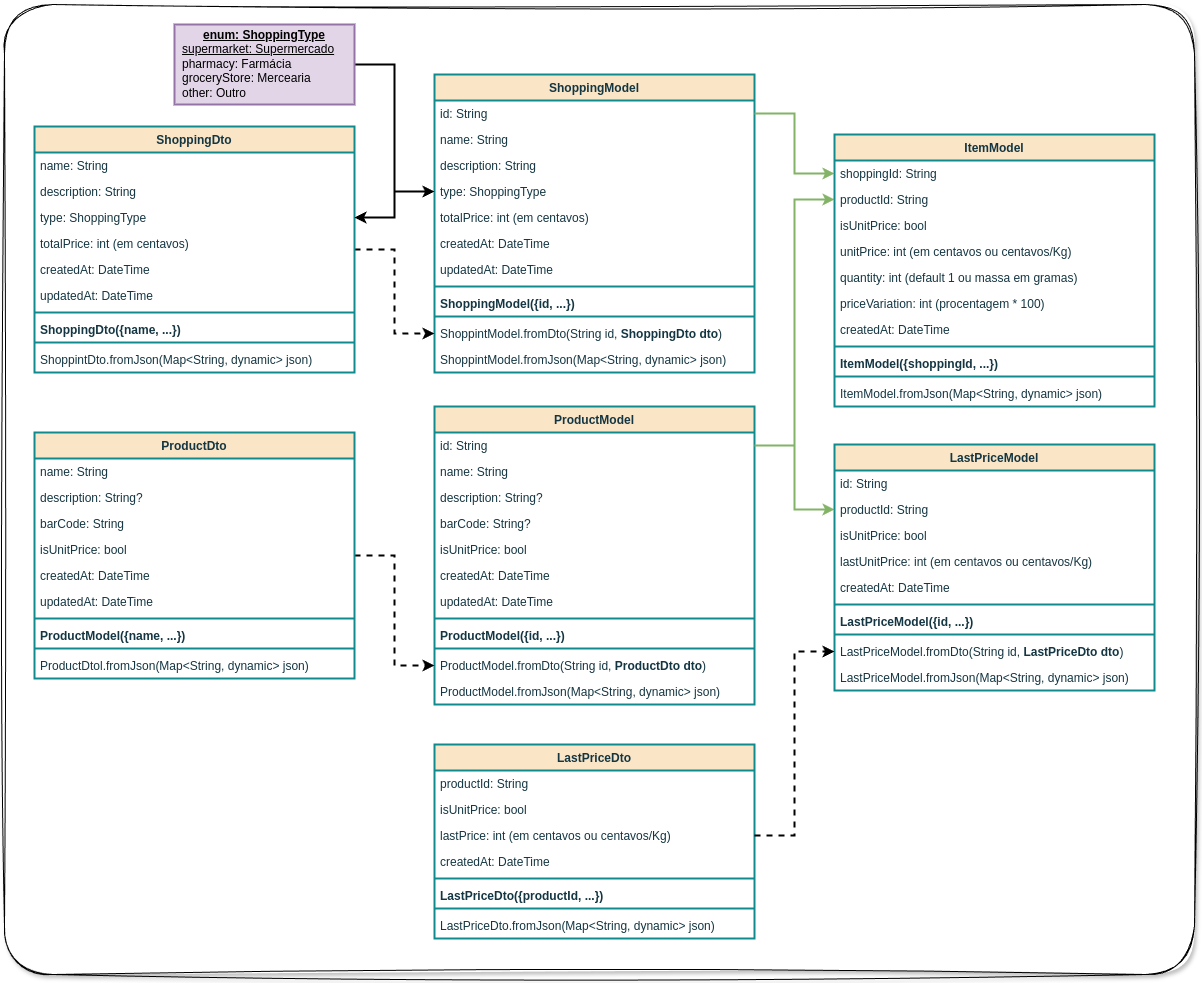 enum: ShoppingType
supermarket: Supermercado
pharmacy: Farmácia
groceryStore: Mercearia
other: Outro
ShoppingDto
name: String
description: String
type: ShoppingType
totalPrice: int (em centavos)
createdAt: DateTime
updatedAt: DateTime
ShoppingDto({name, ...})
ShoppintDto.fromJson(Map<String, dynamic> json)
ShoppingModel
id: String
name: String
description: String
type: ShoppingType
totalPrice: int (em centavos)
createdAt: DateTime
updatedAt: DateTime
ShoppingModel({id, ...})
ShoppintModel.fromDto(String id, ShoppingDto dto)
ShoppintModel.fromJson(Map<String, dynamic> json)
ItemModel
shoppingId: String
productId: String
isUnitPrice: bool
unitPrice: int (em centavos ou centavos/Kg)
quantity: int (default 1 ou massa em gramas)
priceVariation: int (procentagem * 100)
createdAt: DateTime
ItemModel({shoppingId, ...})
ItemModel.fromJson(Map<String, dynamic> json)
ProductDto
name: String
description: String?
barCode: String
isUnitPrice: bool
createdAt: DateTime
updatedAt: DateTime
ProductModel({name, ...})
ProductDtol.fromJson(Map<String, dynamic> json)
ProductModel
id: String
name: String
description: String?
barCode: String?
isUnitPrice: bool
createdAt: DateTime
updatedAt: DateTime
ProductModel({id, ...})
ProductModel.fromDto(String id, ProductDto dto)
ProductModel.fromJson(Map<String, dynamic> json)
LastPriceModel
id: String
productId: String
isUnitPrice: bool
lastUnitPrice: int (em centavos ou centavos/Kg)
createdAt: DateTime
LastPriceModel({id, ...})
LastPriceModel.fromDto(String id, LastPriceDto dto)
LastPriceModel.fromJson(Map<String, dynamic> json)
LastPriceDto
productId: String
isUnitPrice: bool
lastPrice: int (em centavos ou centavos/Kg)
createdAt: DateTime
LastPriceDto({productId, ...})
LastPriceDto.fromJson(Map<String, dynamic> json)